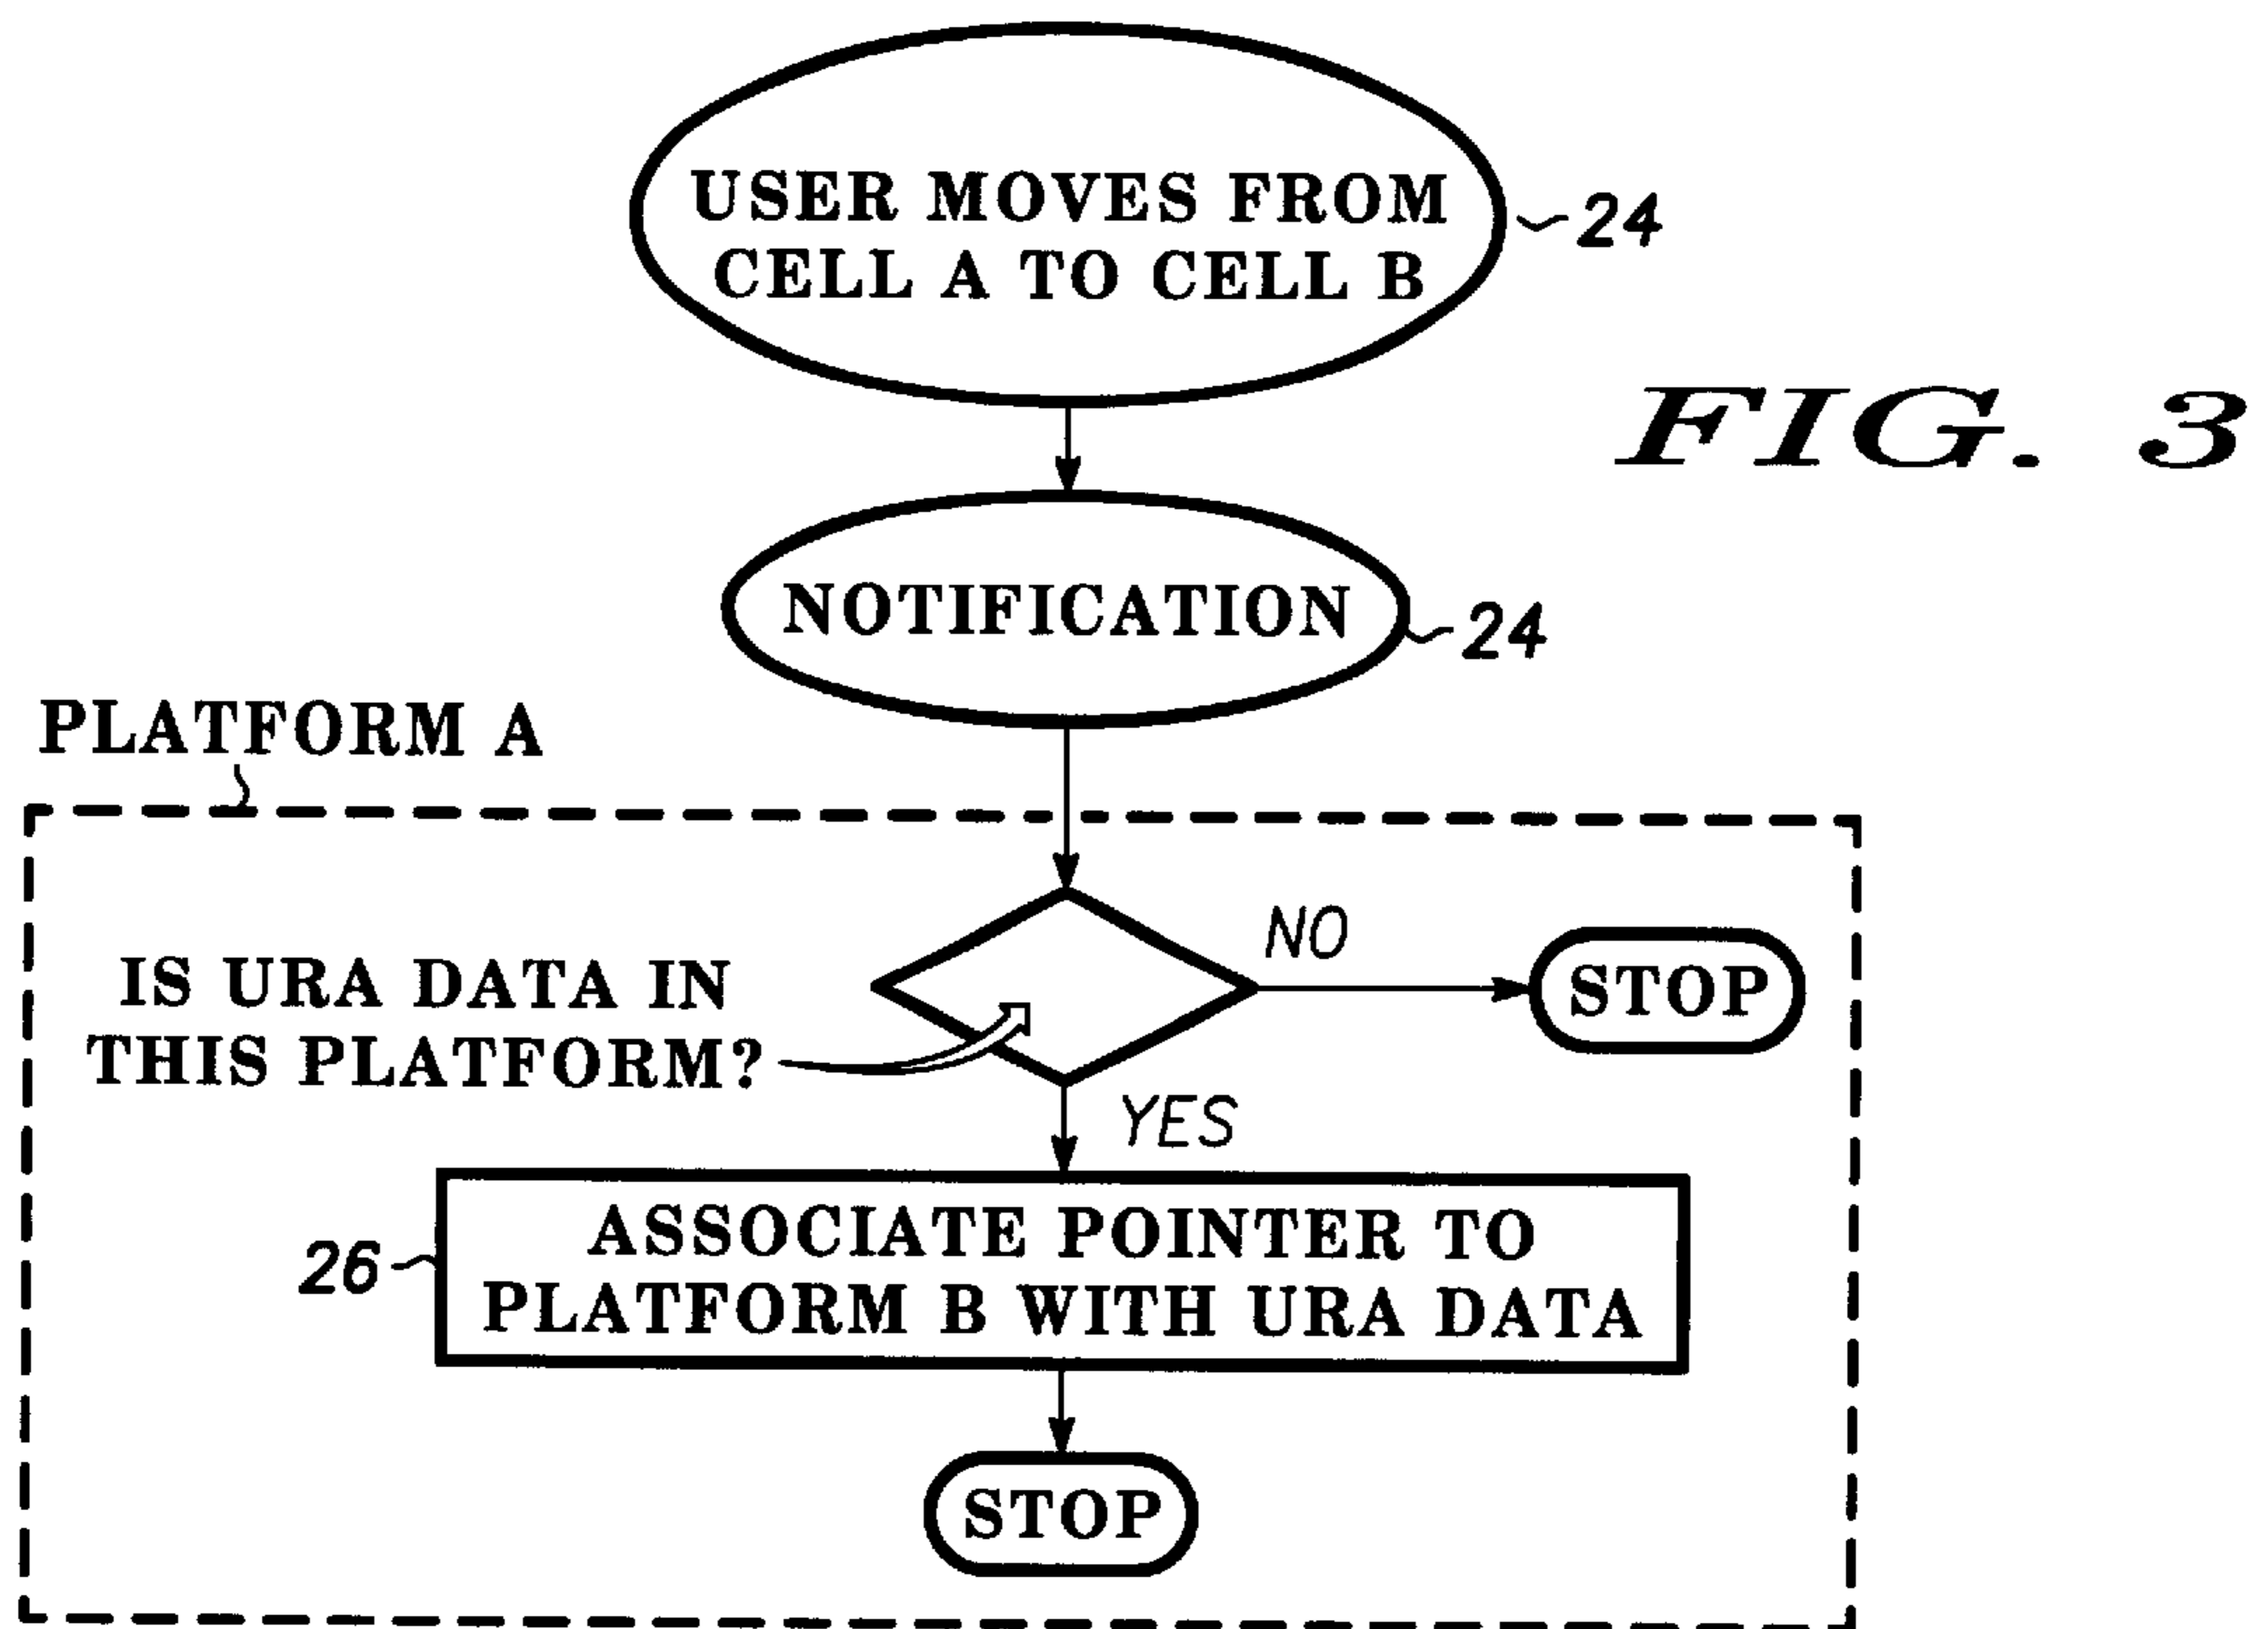 USER MOVES FROM
CELL A TO CELL B
24
FIG. 3
NOTIFICATION
24
PLATFORM A
IS URA DATA IN
THIS PLATFORM?
NO
STOP
YES
26
ASSOCIATE POINTER TO
PLATFORM B WITH URA DATA
STOP